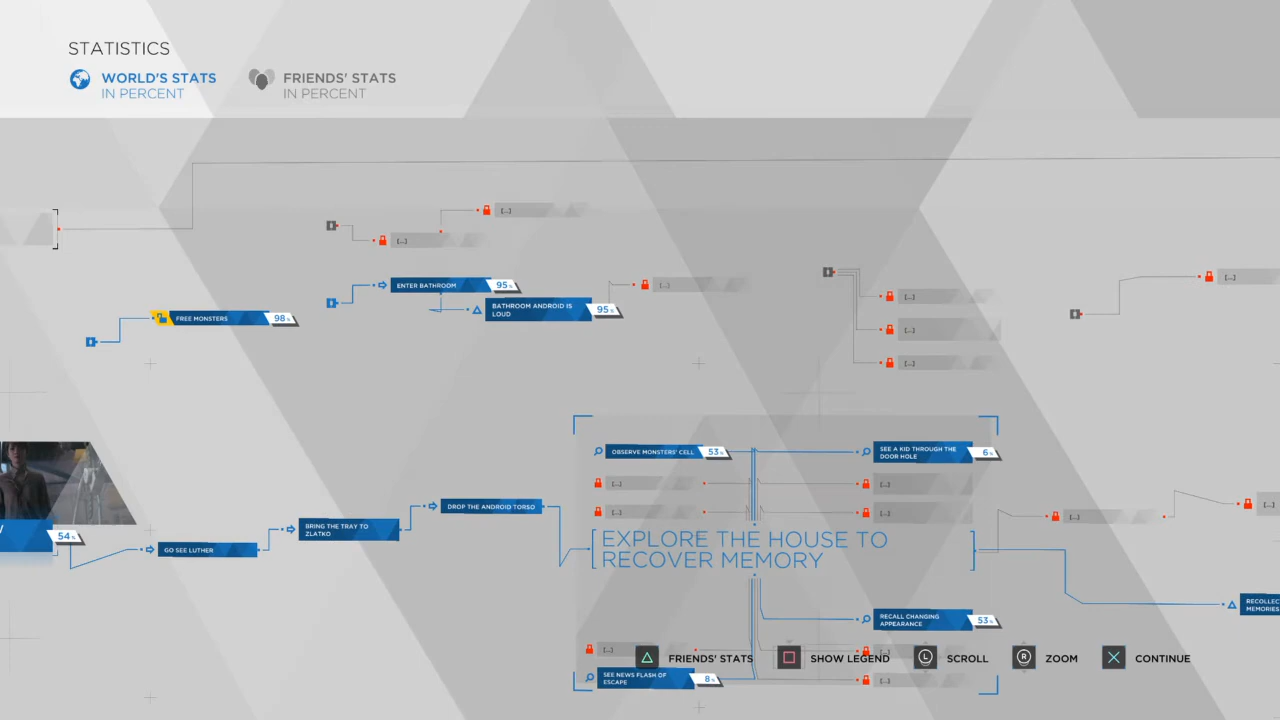 STATISTICS
WORLD'S STATS
IN PERCENT
FRIENDS' STATS
IN PERCENT
[...]
[...]
ENTER BATHROOM
95%
[...]
BATHROOM ANDROID IS
LOUD
95%
FREE MONSTERS
98%
[...]
[...]
[...]
[...]
OBSERVE MONSTERS' CELL
53%
SEE A KID THROUGH THE
DOOR HOLE
6%
[...]
[...]
[...]
[...]
DROP THE ANDROID TORSO
BRING THE TRAY TO
ZLATKO
54%
GO SEE LUTHER
EXPLORE THE HOUSE TO
RECOVER MEMORY
[...]
[...]
RECOLLEC
MEMORIES
RECALL CHANGING
APPEARANCE
53%
[...]
[...]
SEE NEWS FLASH OF
ESCAPE
8%
[...]
FRIENDS' STATS
SHOW LEGEND
L
SCROLL
R
ZOOM
CONTINUE